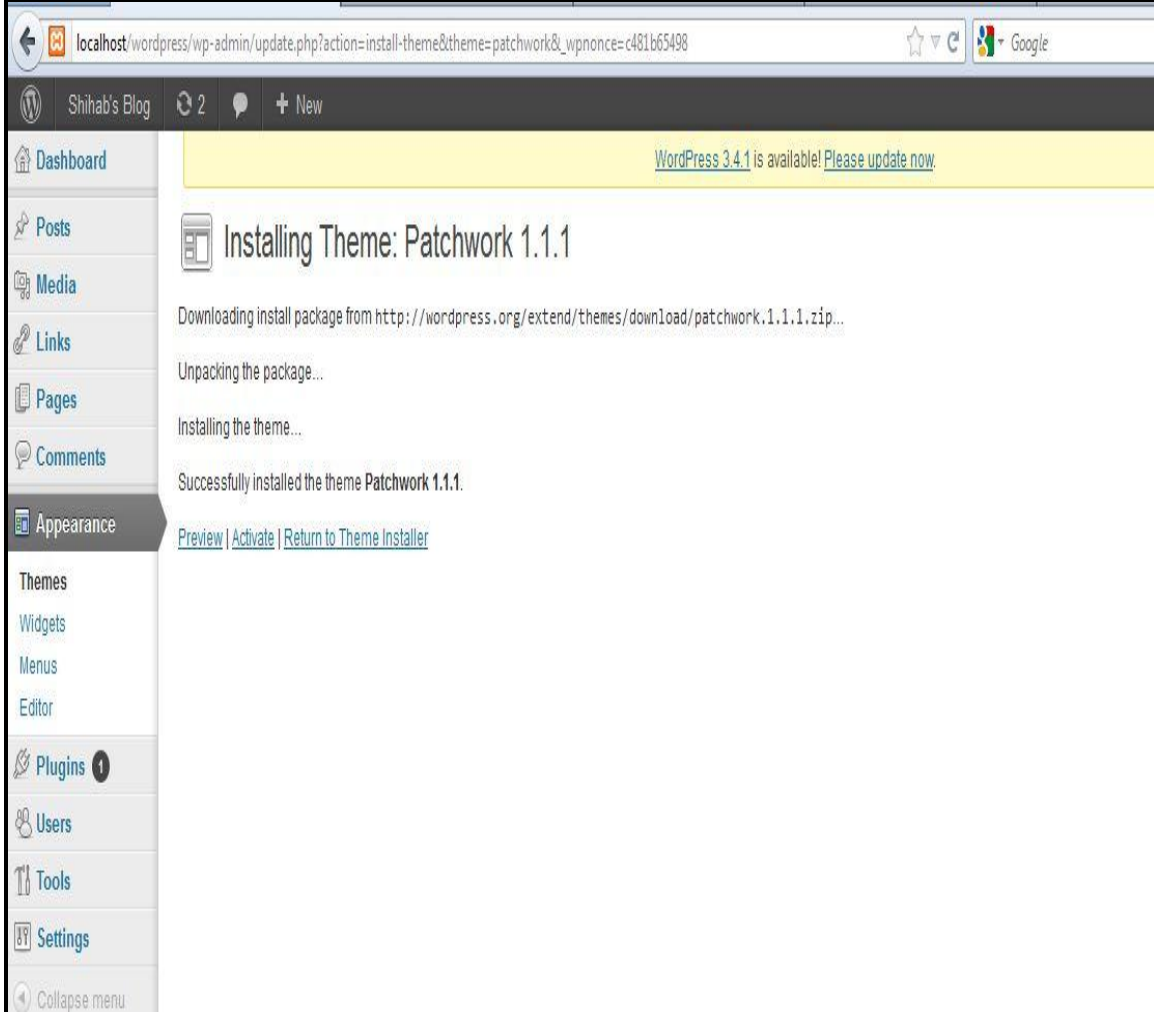 localhost/wordpress/wp-admin/update.php?action=install-theme&theme=patchwork&_wpnonce=c481b65498
Google
Shihab's Blog 2 + New
WordPress 3.4.1 is available! Please update now.
Dashboard
Posts
Media
Links
Pages
Comments
Appearance
Themes
Widgets
Menus
Editor
Plugins 1
Users
Tools
Settings
Collapse menu
Installing Theme: Patchwork 1.1.1
Downloading install package from http://wordpress.org/extend/themes/download/patchwork.1.1.1.zip...
Unpacking the package...
Installing the theme...
Successfully installed the theme Patchwork 1.1.1.
Preview | Activate | Return to Theme Installer